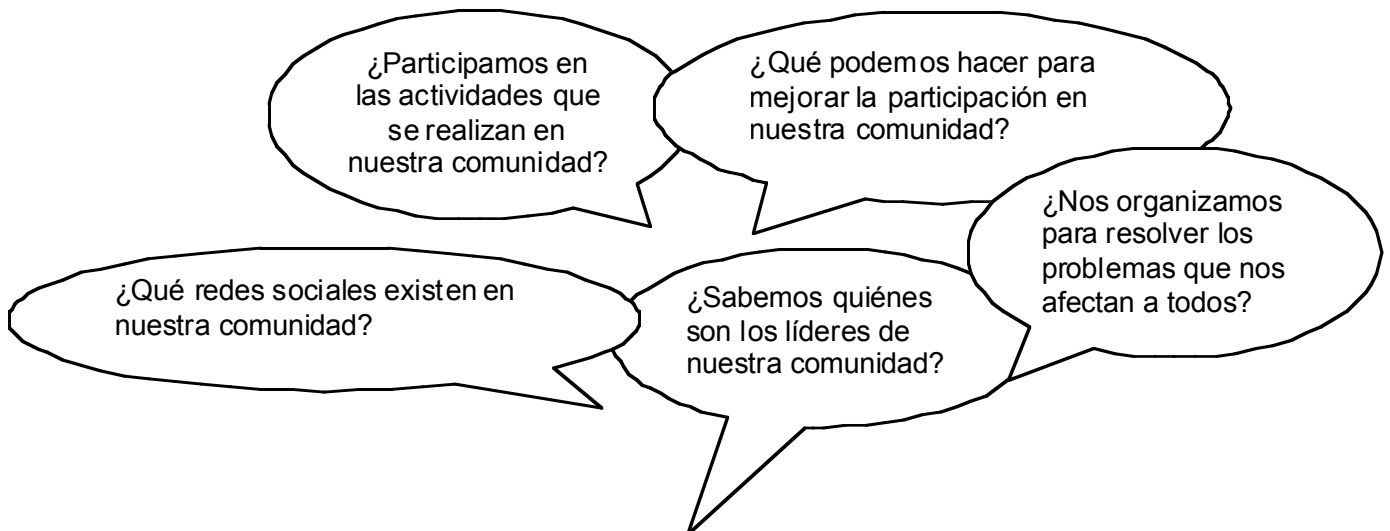 ¿Participamos en
las actividades que
se realizan en
nuestra comunidad?
¿Qué podemos hacer para
mejorar la participación en
nuestra comunidad?
¿Nos organizamos
para resolver los
problemas que nos
afectan a todos?
¿Qué redes sociales existen en
nuestra comunidad?
¿Sabemos quiénes
son los líderes de
nuestra comunidad?